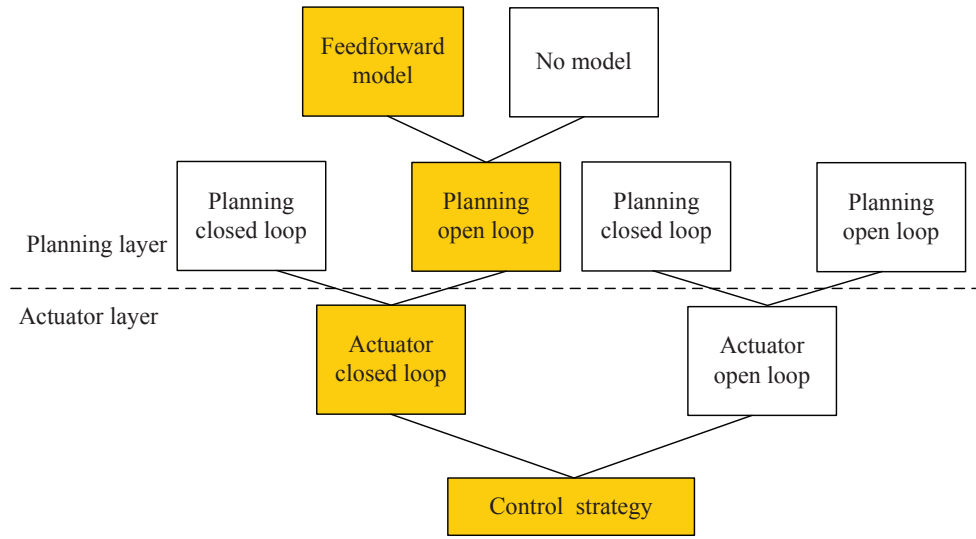 Feedforward
model
No model
Planning
closed loop
Planning
open loop
Planning
closed loop
Planning
open loop
Planning layer
Actuator layer
Actuator
closed loop
Actuator
open loop
Control strategy